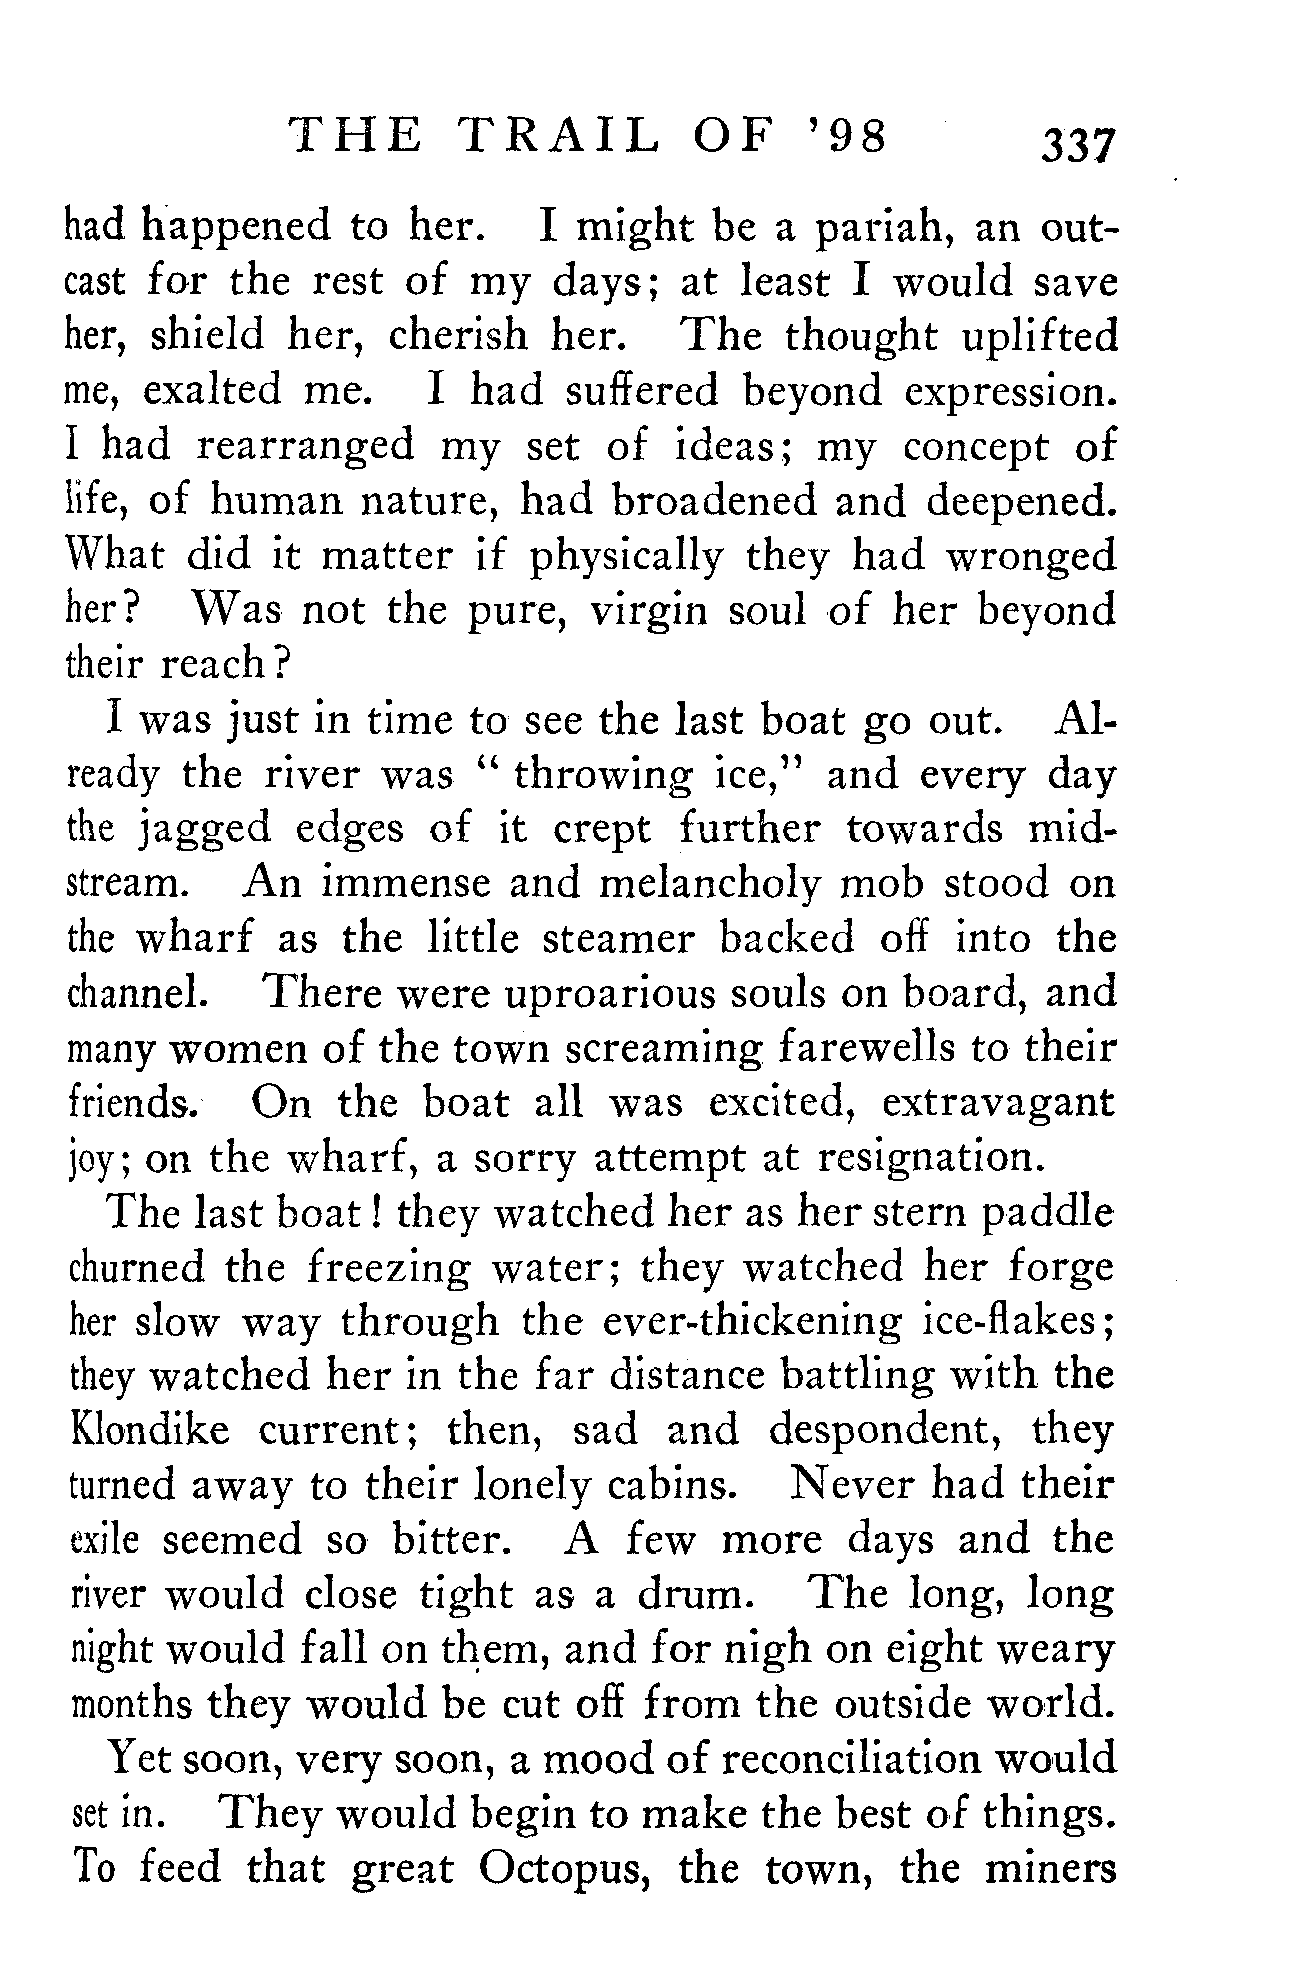 THE TRAIL OF '98 337
had happened to her. I might be a pariah, an out-
cast for the rest of my days; at least I would save
her, shield her, cherish her. The thought uplifted
me, exalted me. I had suffered beyond expression.
I had rearranged my set of ideas; my concept of
life, of human nature, had broadened and deepened.
What did it matter if physically they had wronged
her? Was not the pure, virgin soul of her beyond
their reach?
I was just in time to see the last boat go out. Al-
ready the river was " throwing ice," and every day
the jagged edges of it crept further towards mid-
stream. An immense and melancholy mob stood on
the wharf as the little steamer backed off into the
channel. There were uproarious souls on board, and
many women of the town screaming farewells to their
friends. On the boat all was excited, extravagant
joy; on the wharf, a sorry attempt at resignation.
The last boat! they watched her as her stern paddle
churned the freezing water; they watched her forge
her slow way through the ever-thickening ice-flakes;
they watched her in the far distance battling with the
Klondike current; then, sad and despondent, they
turned away to their lonely cabins. Never had their
exile seemed so bitter. A few more days and the
river would close tight as a drum. The long, long
night would fall on them, and for nigh on eight weary
months they would be cut off from the outside world.
Yet soon, very soon, a mood of reconciliation would
set in. They would begin to make the best of things.
To feed that great Octopus, the town, the miners